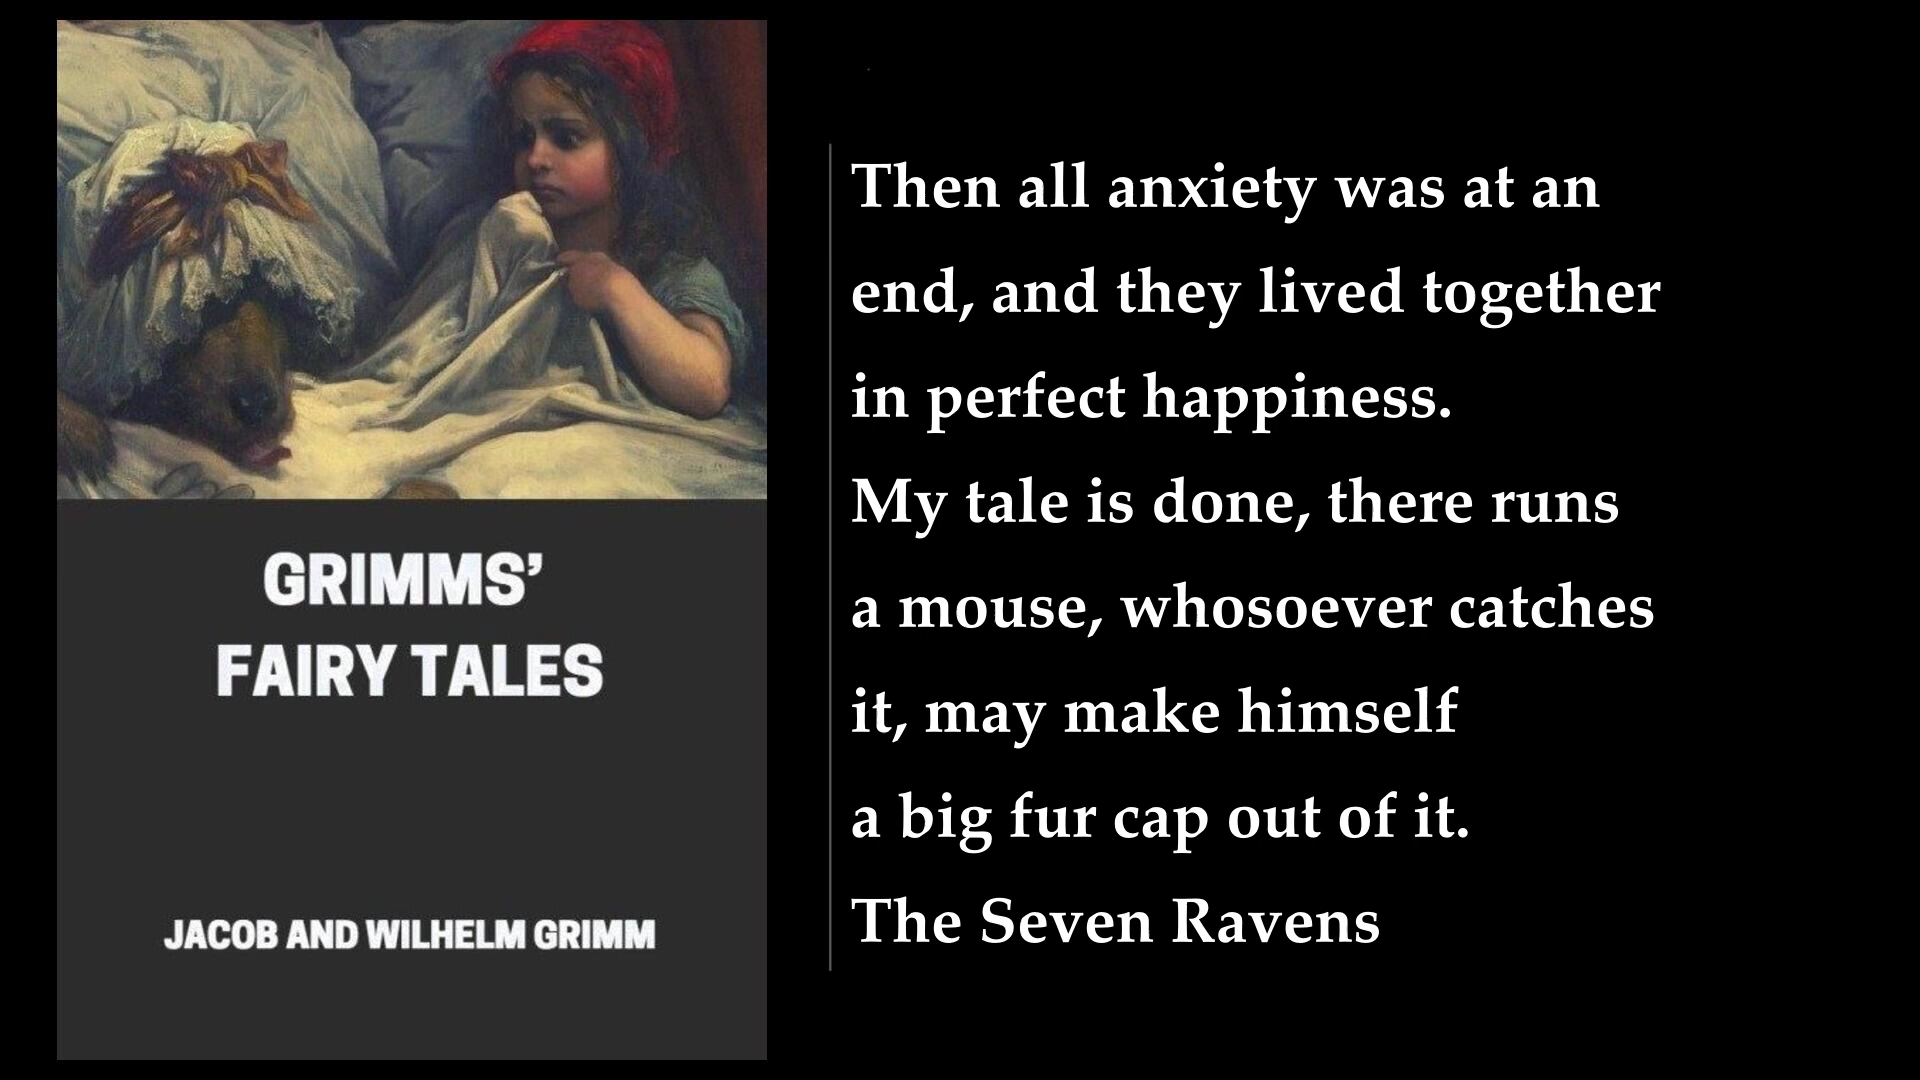 GRIMMS’
FAIRY TALES
JACOB AND WILHELM GRIMM
Then all anxiety was at an
end, and they lived together
in perfect happiness.
My tale is done, there runs
a mouse, whosoever catches
it, may make himself
a big fur cap out of it.
The Seven Ravens